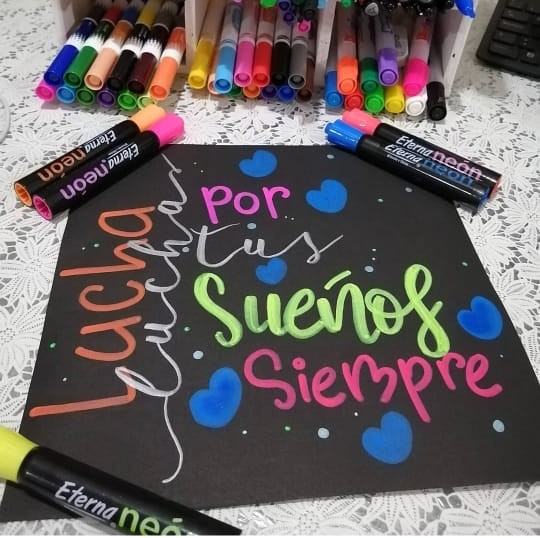 Lucha
Lucha
por
tus
Sueños
Siempre
Eterna neón
Eterna neón
Eterna neón
Eterna neón
Eterna neón